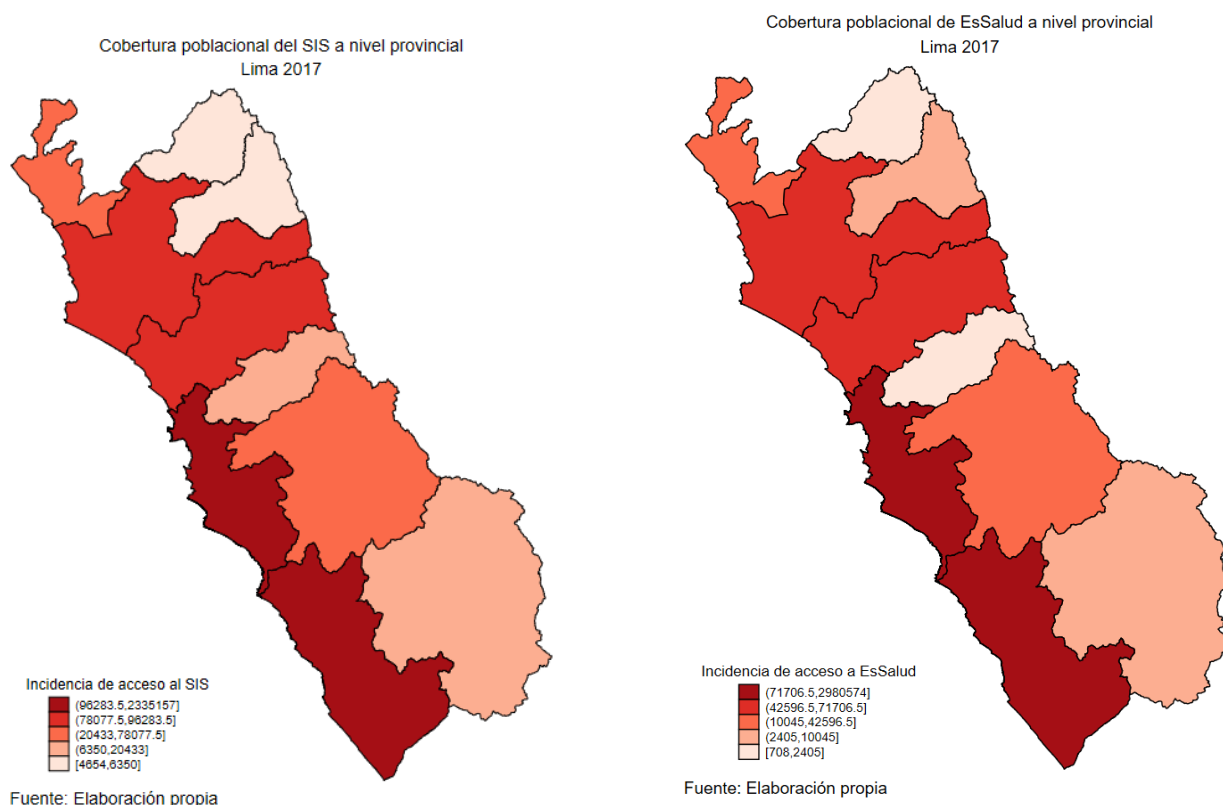 Cobertura poblacional del SIS a nivel provincial
Lima 2017
Incidencia de acceso al SIS
(96283.5,2335157]
(78077.5,96283.5]
(20433,78077.5]
(6350,20433]
[4654,6350]
Fuente: Elaboración propia
Cobertura poblacional de EsSalud a nivel provincial
Lima 2017
Incidencia de acceso a EsSalud
(71706.5,2980574]
(42596.5,71706.5]
(10045,42596.5]
(2405,10045]
[708,2405]
Fuente: Elaboración propia